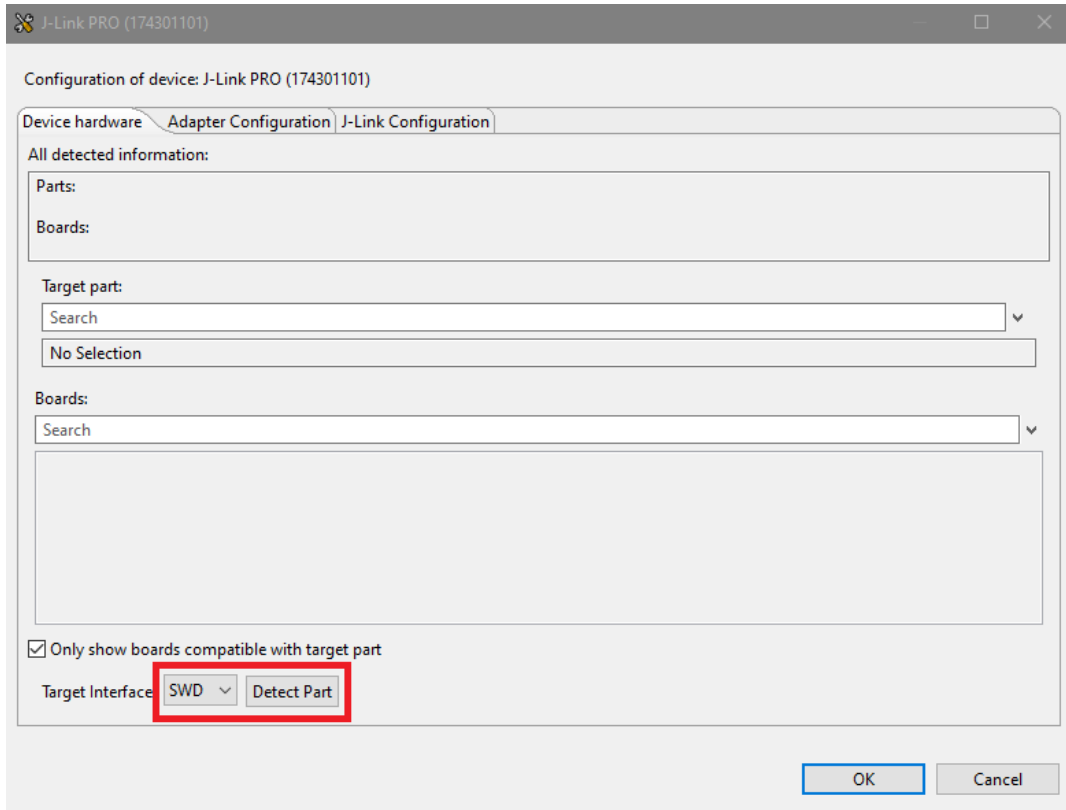 J-Link PRO (174301101)
Configuration of device: J-Link PRO (174301101)
Device hardware Adapter Configuration J-Link Configuration
All detected information:
Parts:
Boards:
Target part:
Search
No Selection
Boards:
Search
Only show boards compatible with target part
Target Interface SWD Detect Part
OK Cancel